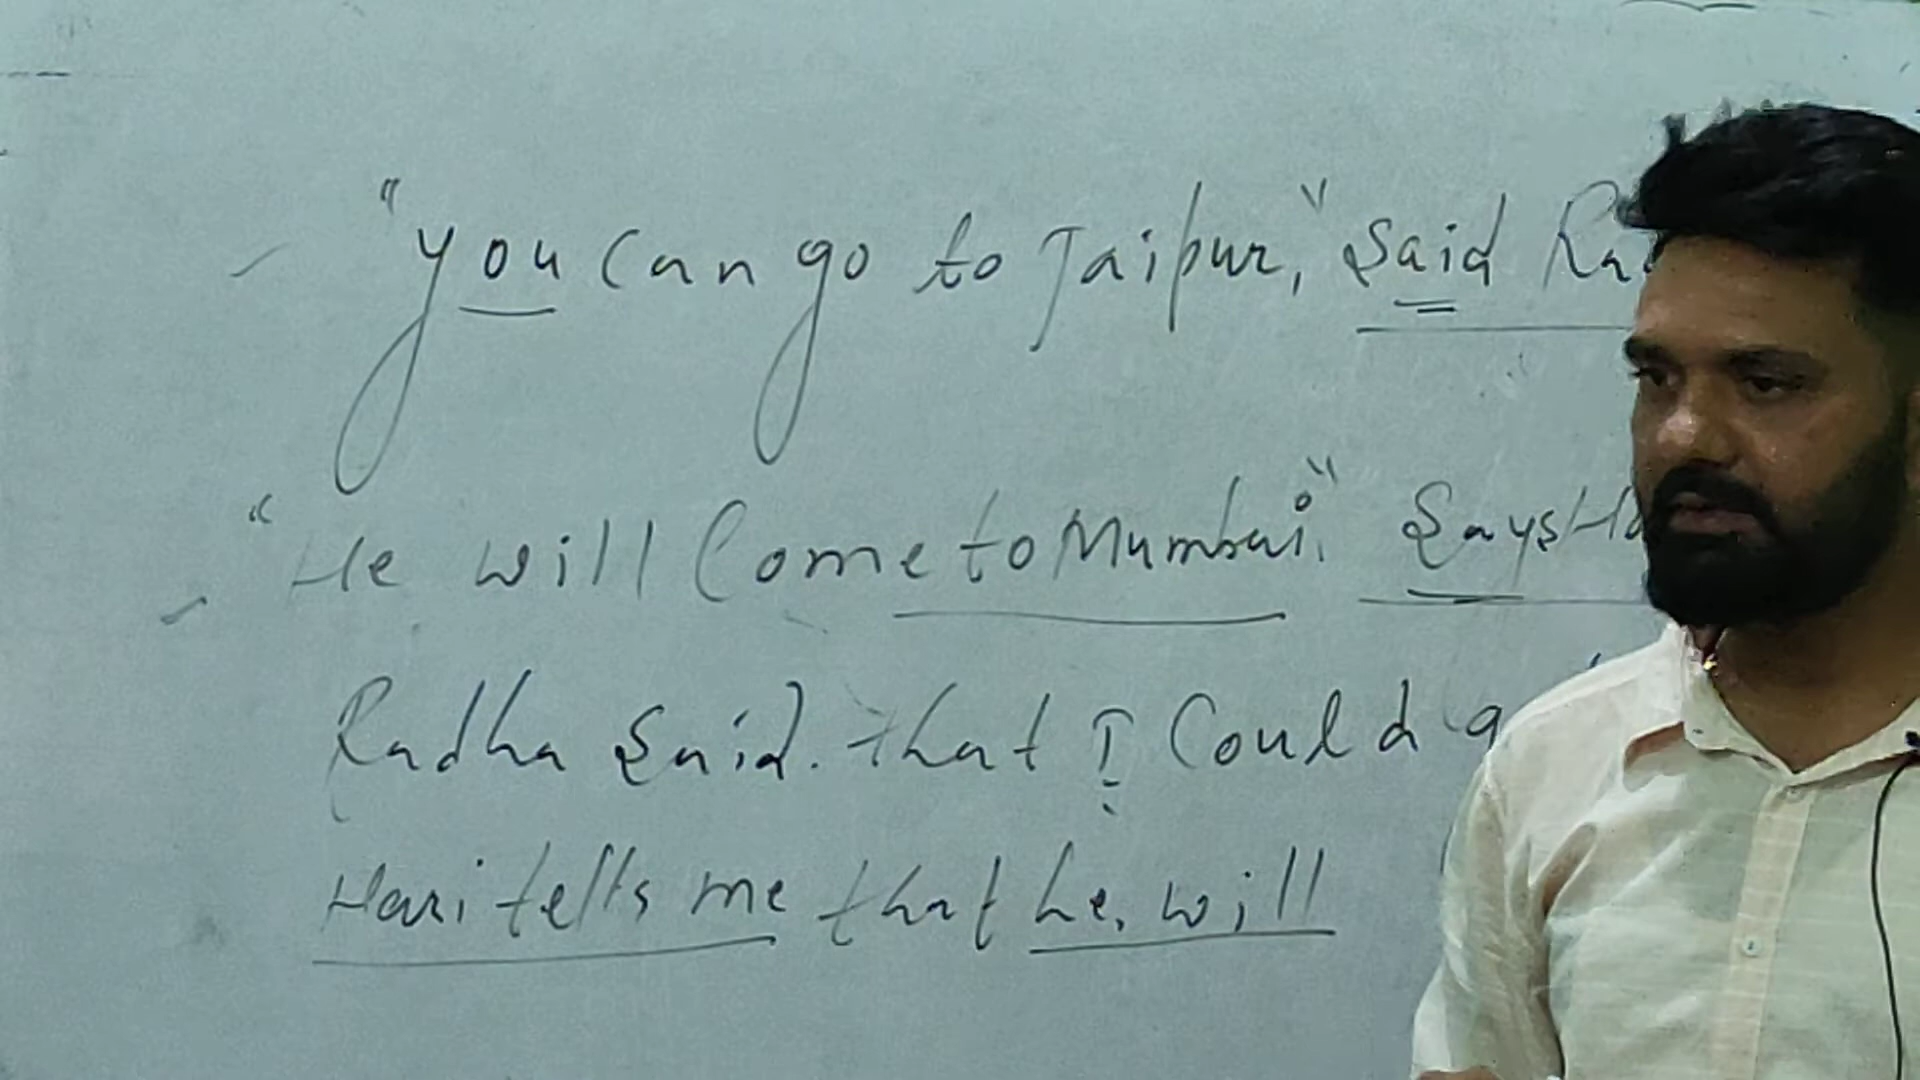 "you can go to Jaipur," Said
"He will Come to Mumbai." Says
Radha Said. that I Could
Hari tells me that he will